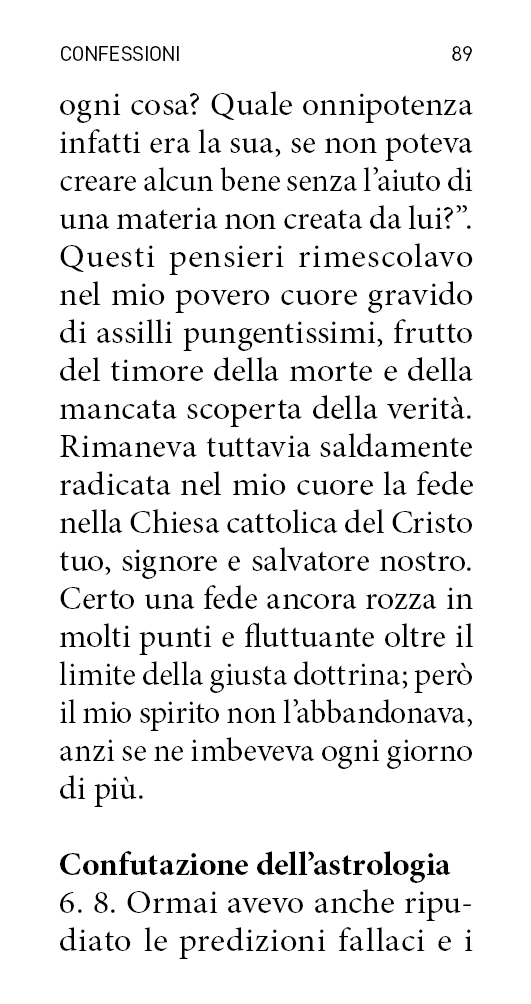 CONFESSIONI 89
ogni cosa? Quale onnipotenza
infatti era la sua, se non poteva
creare alcun bene senza l’aiuto di
una materia non creata da lui?”.
Questi pensieri rimescolavo
nel mio povero cuore gravido
di assilli pungentissimi, frutto
del timore della morte e della
mancata scoperta della verità.
Rimaneva tuttavia saldamente
radicata nel mio cuore la fede
nella Chiesa cattolica del Cristo
tuo, signore e salvatore nostro.
Certo una fede ancora rozza in
molti punti e fluttuante oltre il
limite della giusta dottrina; però
il mio spirito non l’abbandonava,
anzi se ne imbeveva ogni giorno
di più.
Confutazione dell’astrologia
6. 8. Ormai avevo anche ripu-
diato le predizioni fallaci e i